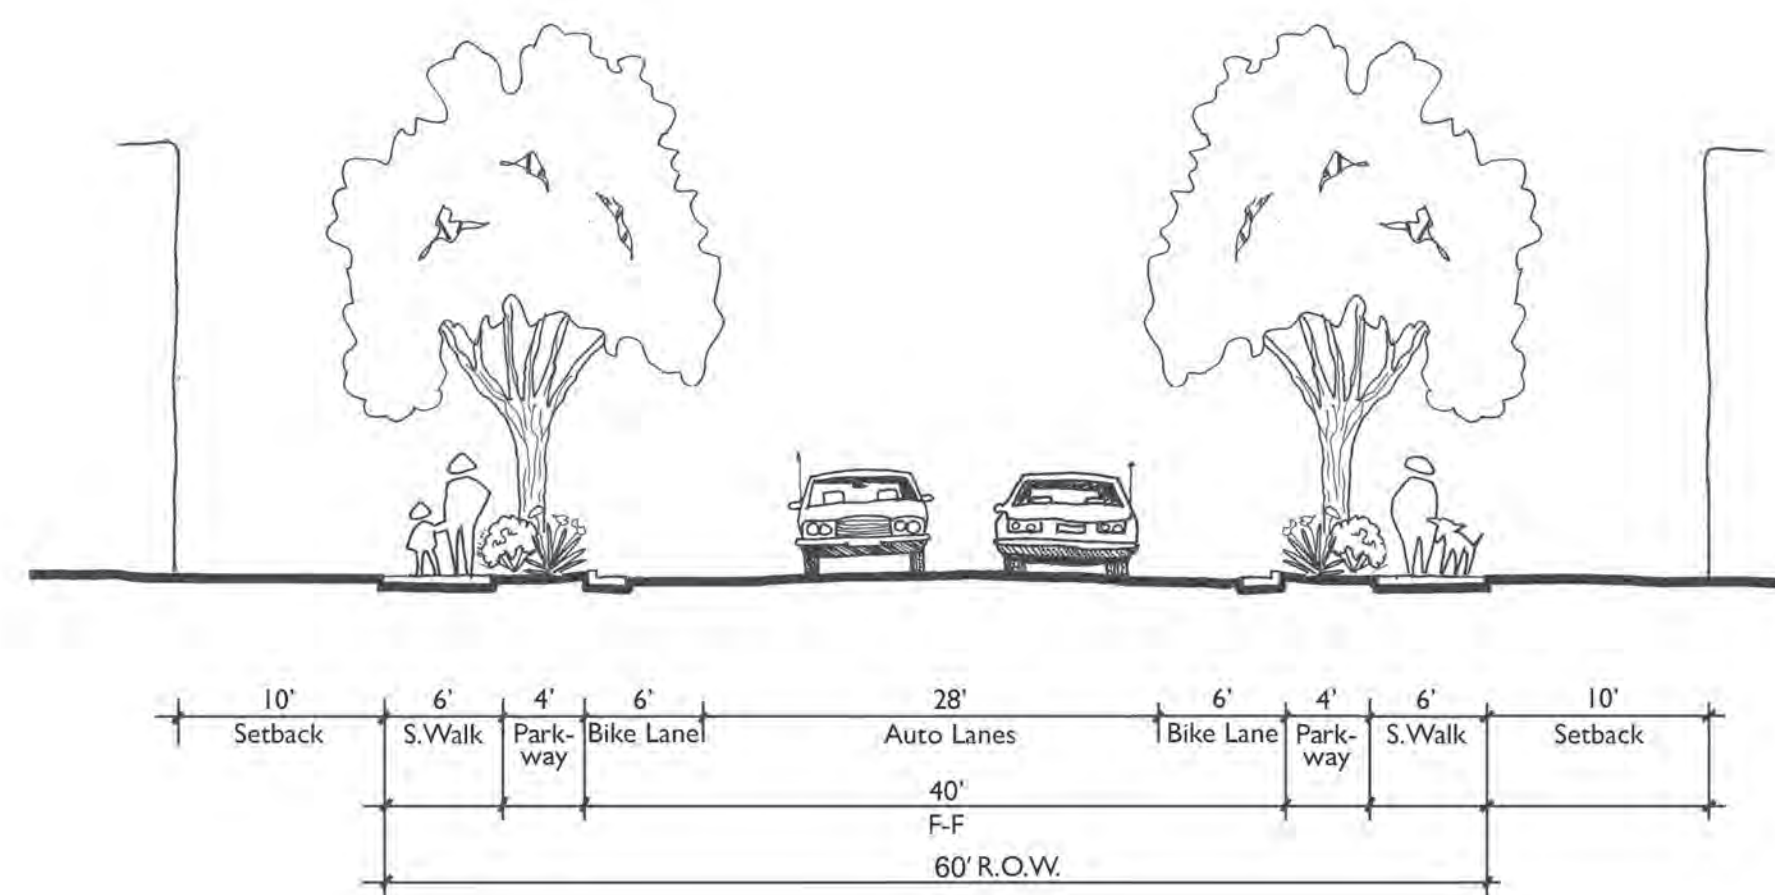 10' 6' 4' 6' 28' 6' 4' 6' 10'
Setback S.Walk Park-way Bike Lane Auto Lanes Bike Lane Park-way S.Walk Setback
40'
F-F
60' R.O.W.